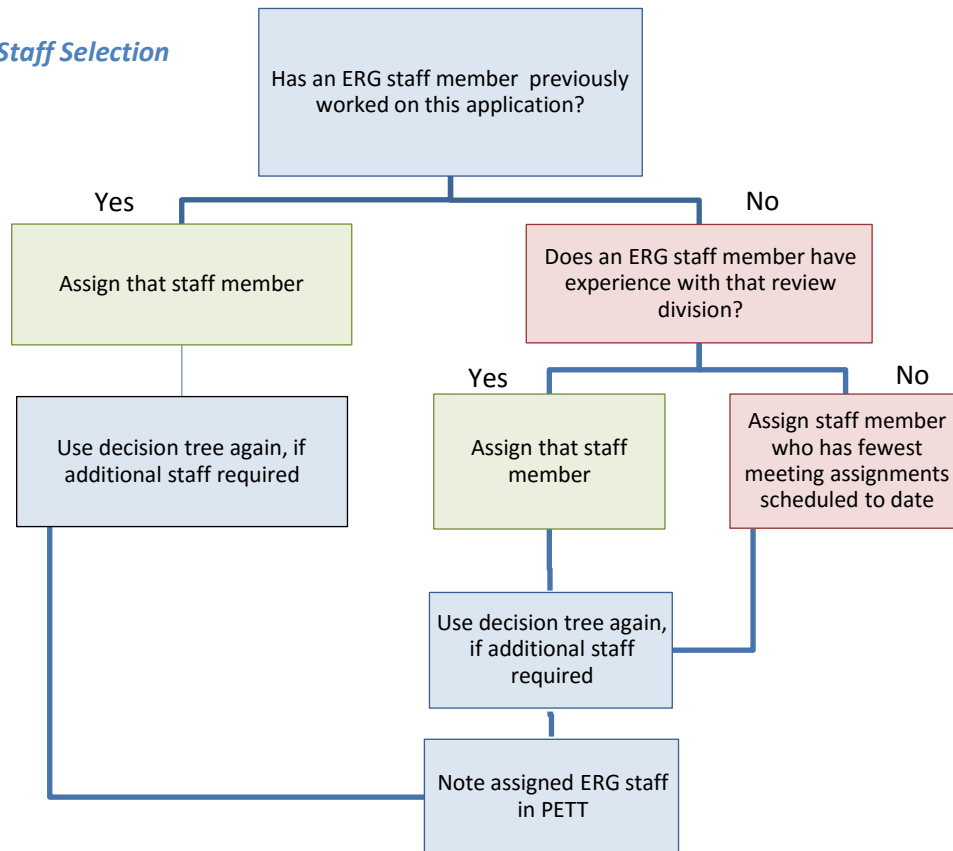 Staff Selection
Has an ERG staff member previously
worked on this application?
Yes
No
Assign that staff member
Does an ERG staff member have
experience with that review
division?
Yes
No
Use decision tree again, if
additional staff required
Assign that staff
member
Assign staff member
who has fewest
meeting assignments
scheduled to date
Use decision tree again,
if additional staff
required
Note assigned ERG staff
in PETT